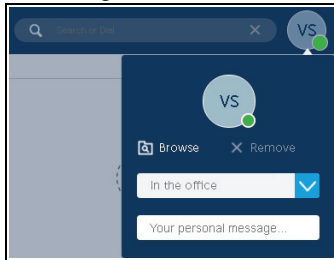 Search or Dial
VS
VS
Browse
Remove
In the office
Your personal message...